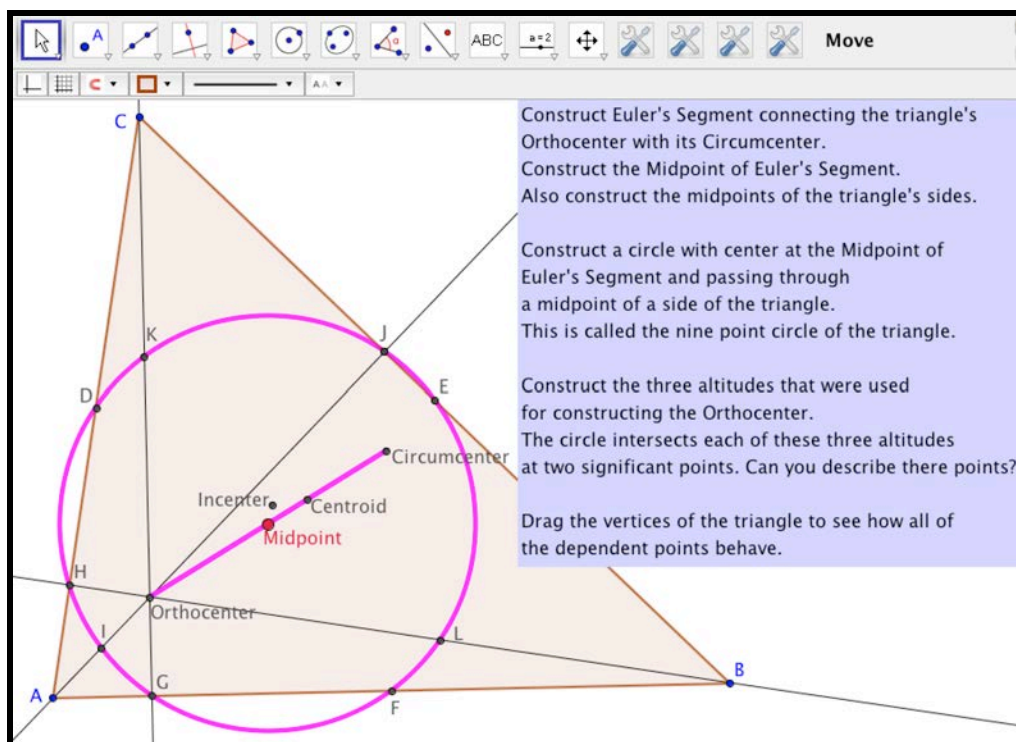 A
ABC
a = 2
Move
A A
Construct Euler's Segment connecting the triangle's
Orthocenter with its Circumcenter.
Construct the Midpoint of Euler's Segment.
Also construct the midpoints of the triangle's sides.
Construct a circle with center at the Midpoint of
Euler's Segment and passing through
a midpoint of a side of the triangle.
This is called the nine point circle of the triangle.
Construct the three altitudes that were used
for constructing the Orthocenter.
The circle intersects each of these three altitudes
at two significant points. Can you describe there points?
Drag the vertices of the triangle to see how all of
the dependent points behave.
C
K
J
D
E
Circumcenter
Incenter
Centroid
Midpoint
H
Orthocenter
I
L
A
G
F
B